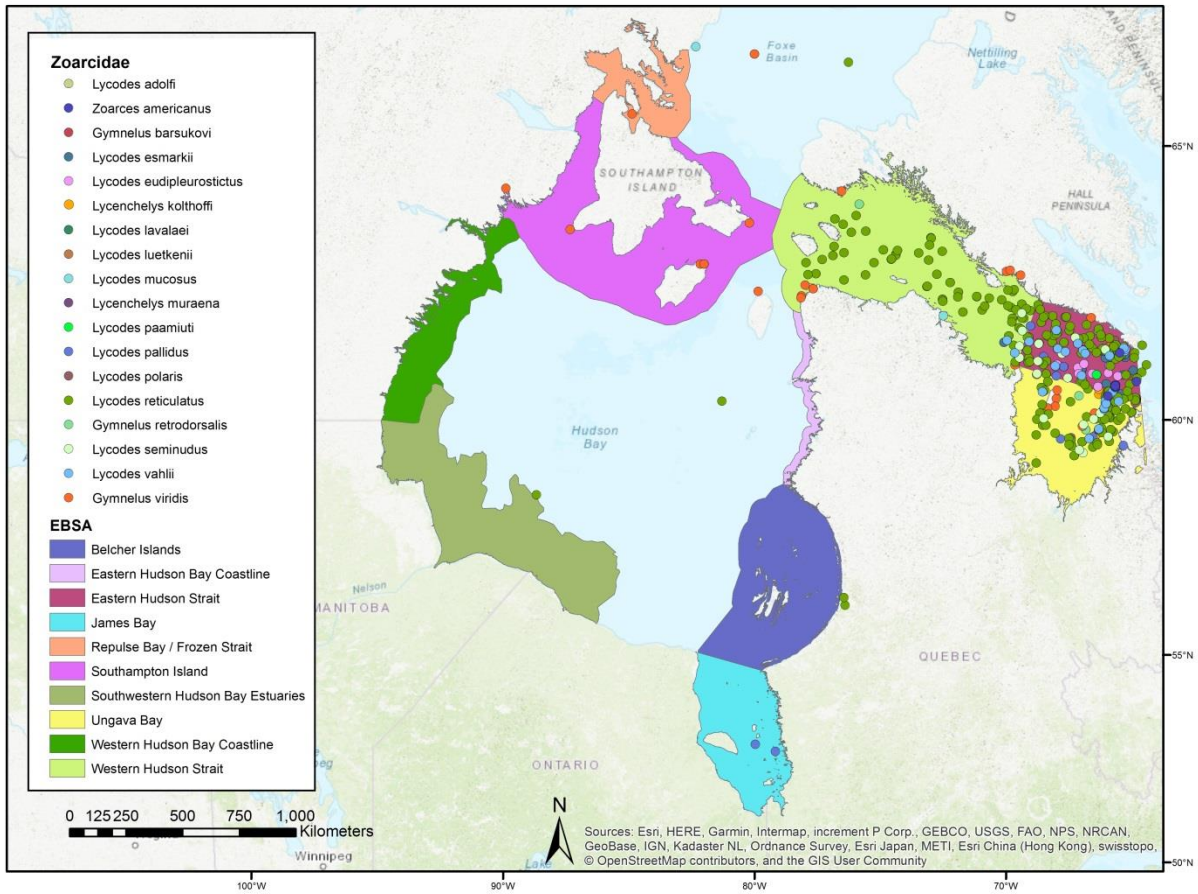 Zoarcidae
Lycodes adolfi
Zoarces americanus
Gymnelus barsukovi
Lycodes esmarkii
Lycodes eudipleurostictus
Lycenchelys kolthoffi
Lycodes lavalaei
Lycodes luetkenii
Lycodes mucosus
Lycenchelys muraena
Lycodes paamiuti
Lycodes pallidus
Lycodes polaris
Lycodes reticulatus
Gymnelus retrodorsalis
Lycodes seminudus
Lycodes vahlii
Gymnelus viridis
EBSA
Belcher Islands
Eastern Hudson Bay Coastline
Eastern Hudson Strait
James Bay
Repulse Bay / Frozen Strait
Southampton Island
Southwestern Hudson Bay Estuaries
Ungava Bay
Western Hudson Bay Coastline
Western Hudson Strait
0 125 250 500 750 1,000
Kilometers
Foxe
Basin
Nettilling
Lake
SOUTHAMPTON
ISLAND
HALL
PENINSULA
Hudson
Bay
Nelson
MANITOBA
QUEBEC
ONTARIO
Winnipeg
Lake
N
65°N
60°N
55°N
50°N
Sources: Esri, HERE, Garmin, Intermap, increment P Corp., GEBCO, USGS, FAO, NPS, NRCAN,
GeoBase, IGN, Kadaster NL, Ordnance Survey, Esri Japan, METI, Esri China (Hong Kong), swisstopo,
© OpenStreetMap contributors, and the GIS User Community
100°W
90°W
80°W
70°W